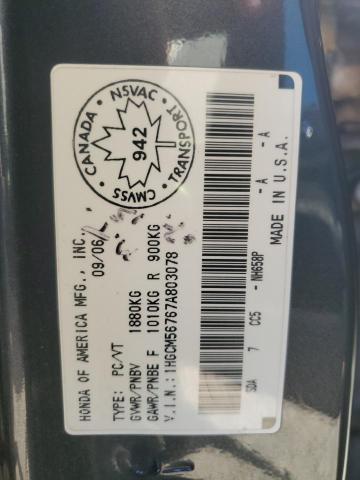 HONDA OF AMERICA MFG., INC.
09/06
TYPE: PC/VT
GVWR/PNBV 1880KG
GAWR/PNBE F 1010KG R 900KG
V.I.N.: 1HGCM56767A803078
CANADA · NSVAC · TRANSPORT · CMVSS
942
SDA 7 CC5 - NH658P
- A - A
MADE IN U.S.A.